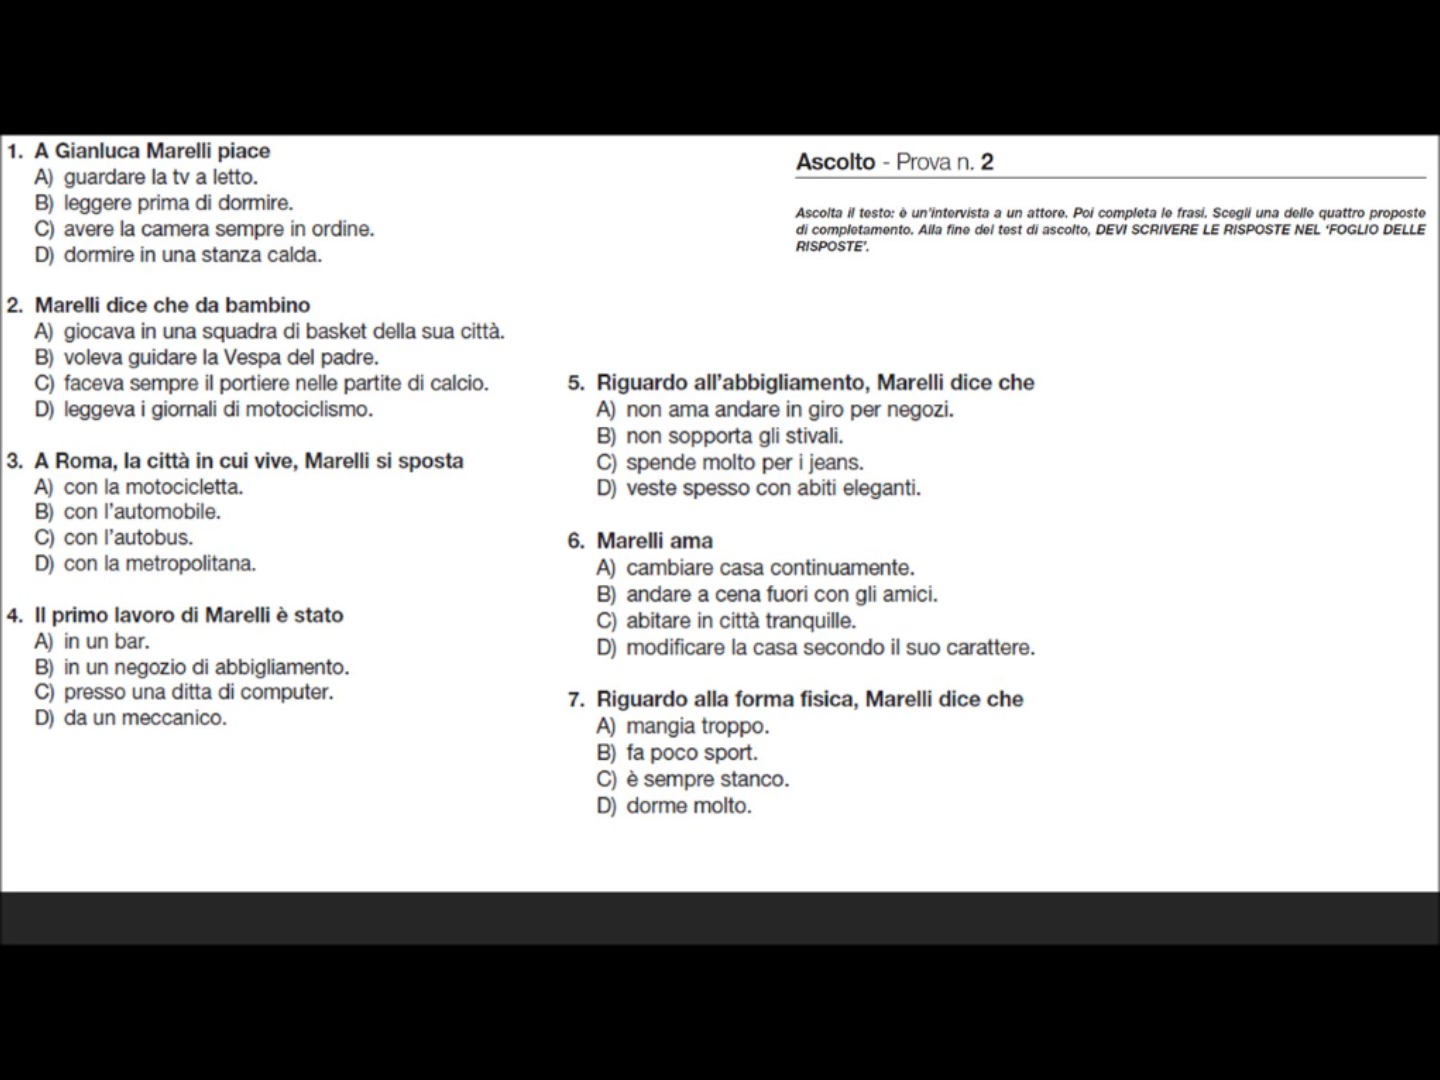 1. A Gianluca Marelli piace
A) guardare la tv a letto.
B) leggere prima di dormire.
C) avere la camera sempre in ordine.
D) dormire in una stanza calda.
2. Marelli dice che da bambino
A) giocava in una squadra di basket della sua città.
B) voleva guidare la Vespa del padre.
C) faceva sempre il portiere nelle partite di calcio.
D) leggeva i giornali di motociclismo.
3. A Roma, la città in cui vive, Marelli si sposta
A) con la motocicletta.
B) con l'automobile.
C) con l'autobus.
D) con la metropolitana.
4. Il primo lavoro di Marelli è stato
A) in un bar.
B) in un negozio di abbigliamento.
C) presso una ditta di computer.
D) da un meccanico.
Ascolto - Prova n. 2
Ascolta il testo: è un'intervista a un attore. Poi completa le frasi. Scegli una delle quattro proposte
di completamento. Alla fine del test di ascolto, DEVI SCRIVERE LE RISPOSTE NEL 'FOGLIO DELLE
RISPOSTE'.
5. Riguardo all'abbigliamento, Marelli dice che
A) non ama andare in giro per negozi.
B) non sopporta gli stivali.
C) spende molto per i jeans.
D) veste spesso con abiti eleganti.
6. Marelli ama
A) cambiare casa continuamente.
B) andare a cena fuori con gli amici.
C) abitare in città tranquille.
D) modificare la casa secondo il suo carattere.
7. Riguardo alla forma fisica, Marelli dice che
A) mangia troppo.
B) fa poco sport.
C) è sempre stanco.
D) dorme molto.